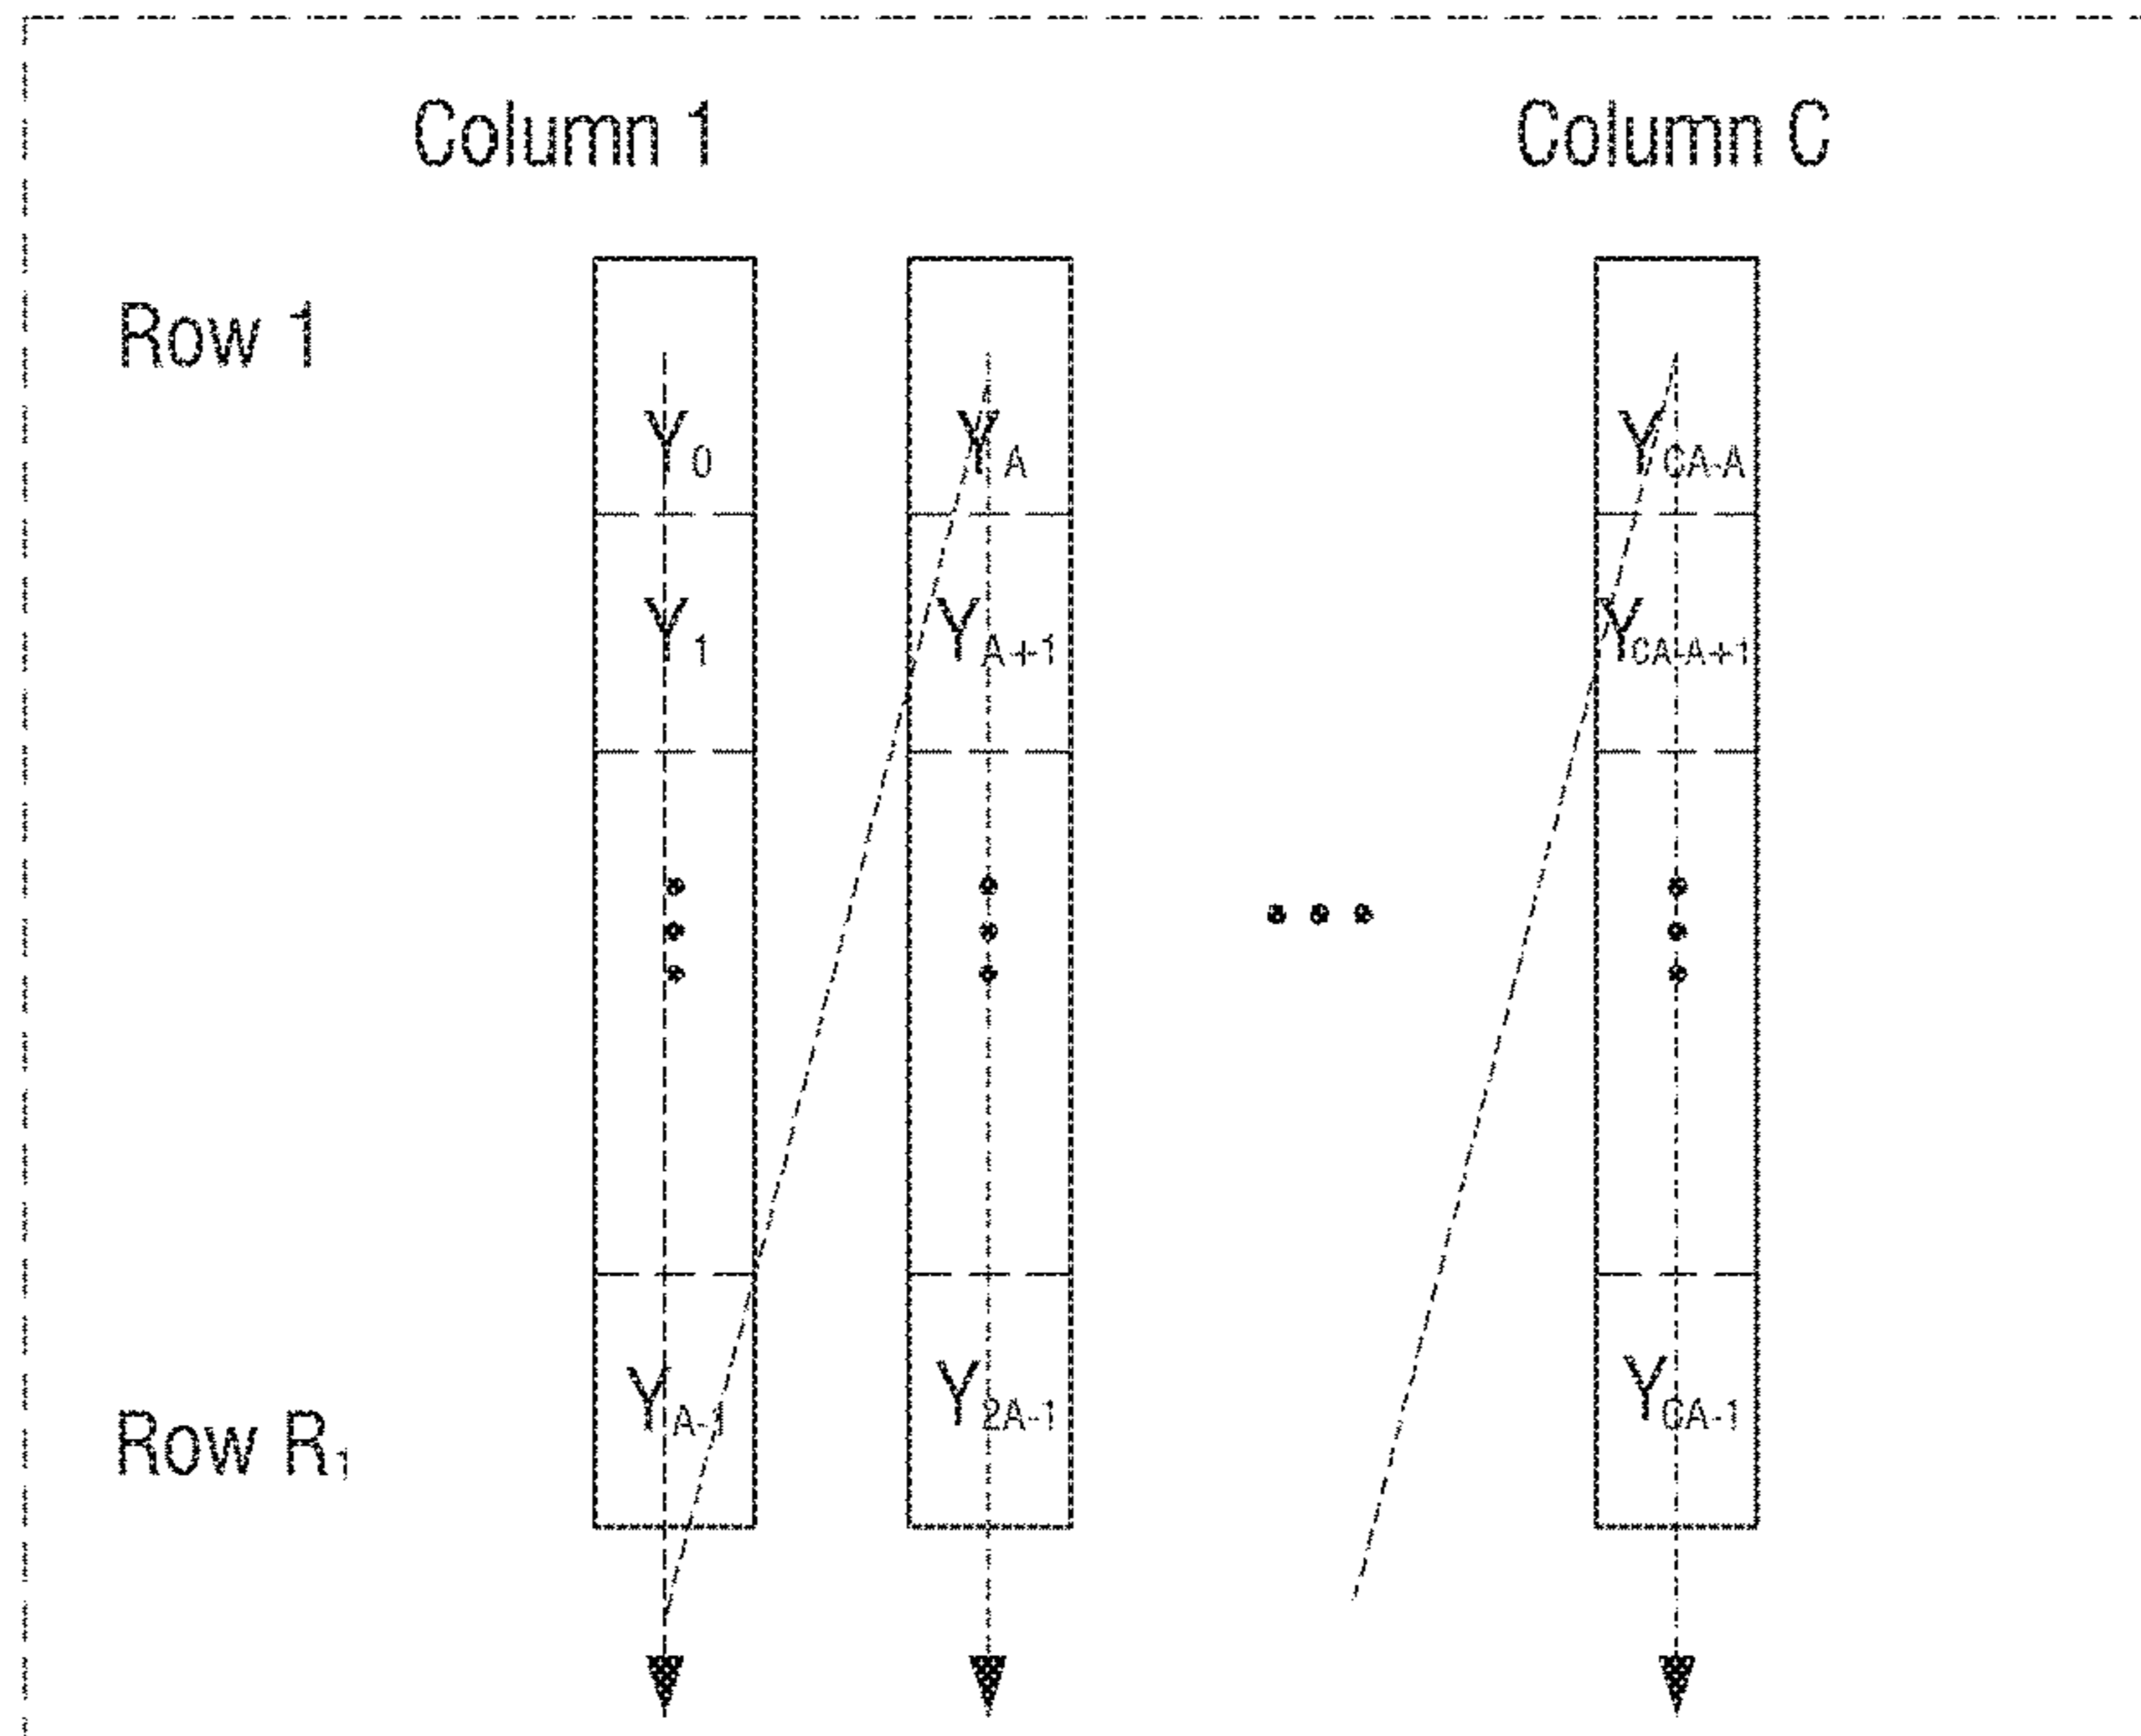 Column 1 Column C
Row 1
Y0 YA YCA-A
Y1 YA+1 YCA-A+1
YA-1 Y2A-1 YCA-1
Row R1